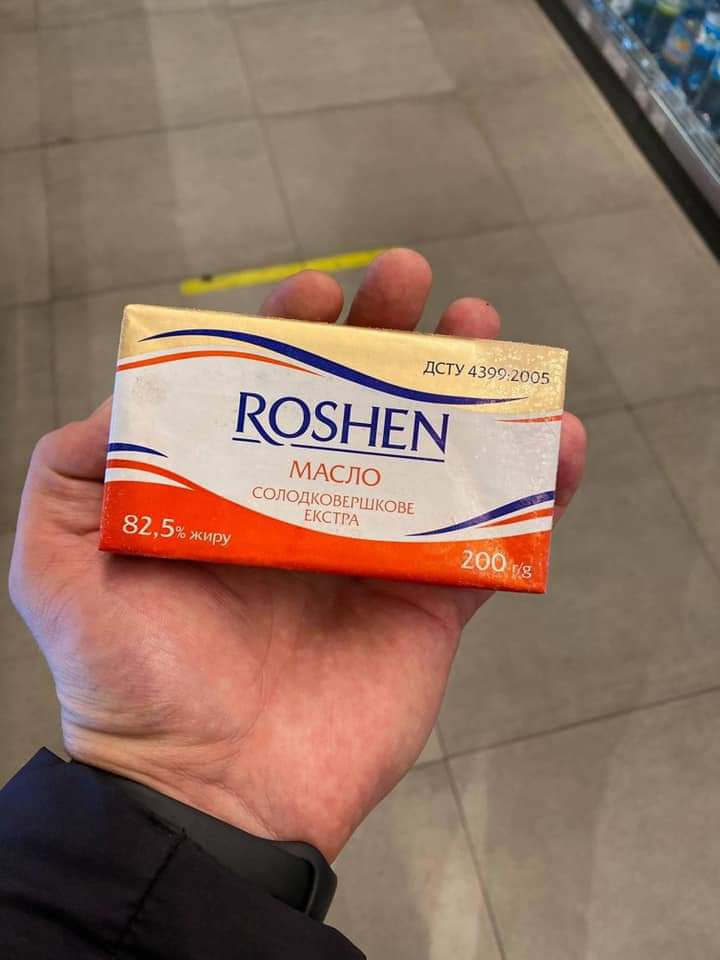 ДСТУ 4399:2005
ROSHEN
МАСЛО
СОЛОДКОВЕРШКОВЕ
ЕКСТРА
82,5% жиру
200 г/g